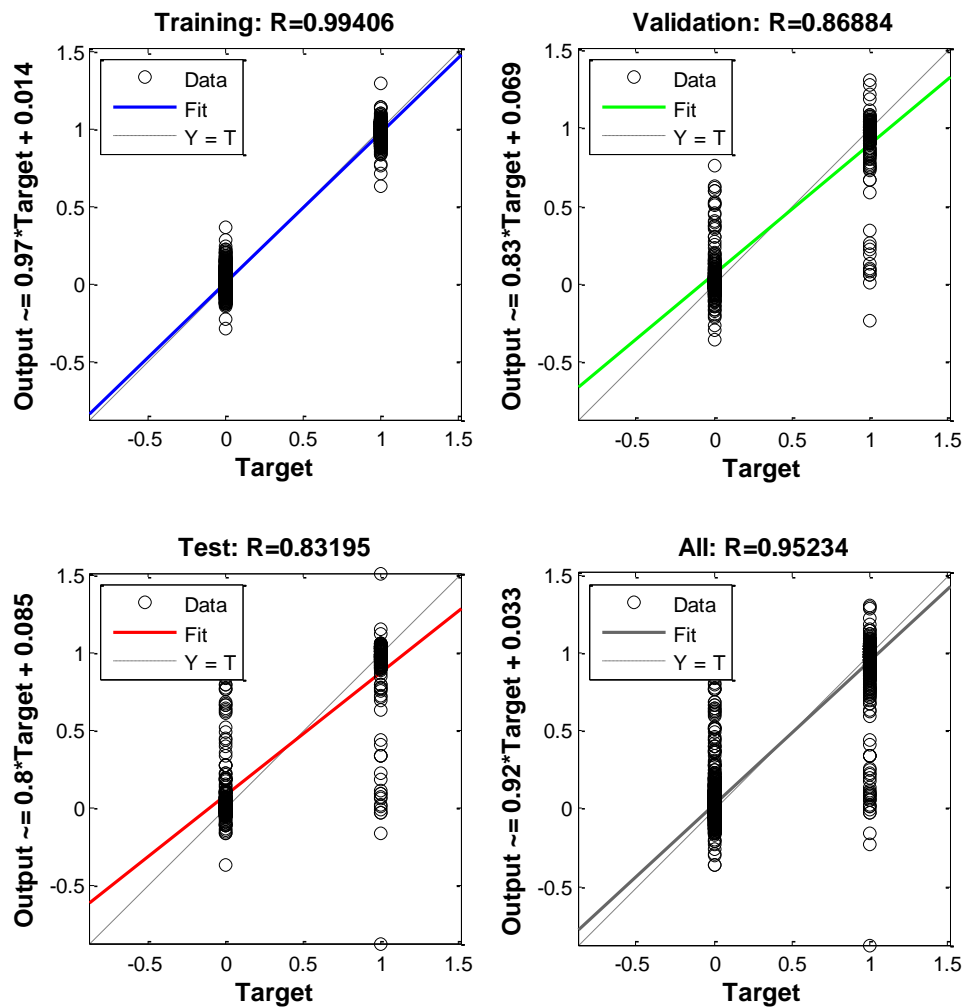 Training: R=0.99406
Output ~= 0.97*Target + 0.014
1.5
1
0.5
0
-0.5
Data
Fit
Y = T
-0.5 0 0.5 1 1.5
Target
Validation: R=0.86884
Output ~= 0.83*Target + 0.069
1.5
1
0.5
0
-0.5
Data
Fit
Y = T
-0.5 0 0.5 1 1.5
Target
Test: R=0.83195
Output ~= 0.8*Target + 0.085
1.5
1
0.5
0
-0.5
Data
Fit
Y = T
-0.5 0 0.5 1 1.5
Target
All: R=0.95234
Output ~= 0.92*Target + 0.033
1.5
1
0.5
0
-0.5
Data
Fit
Y = T
-0.5 0 0.5 1 1.5
Target